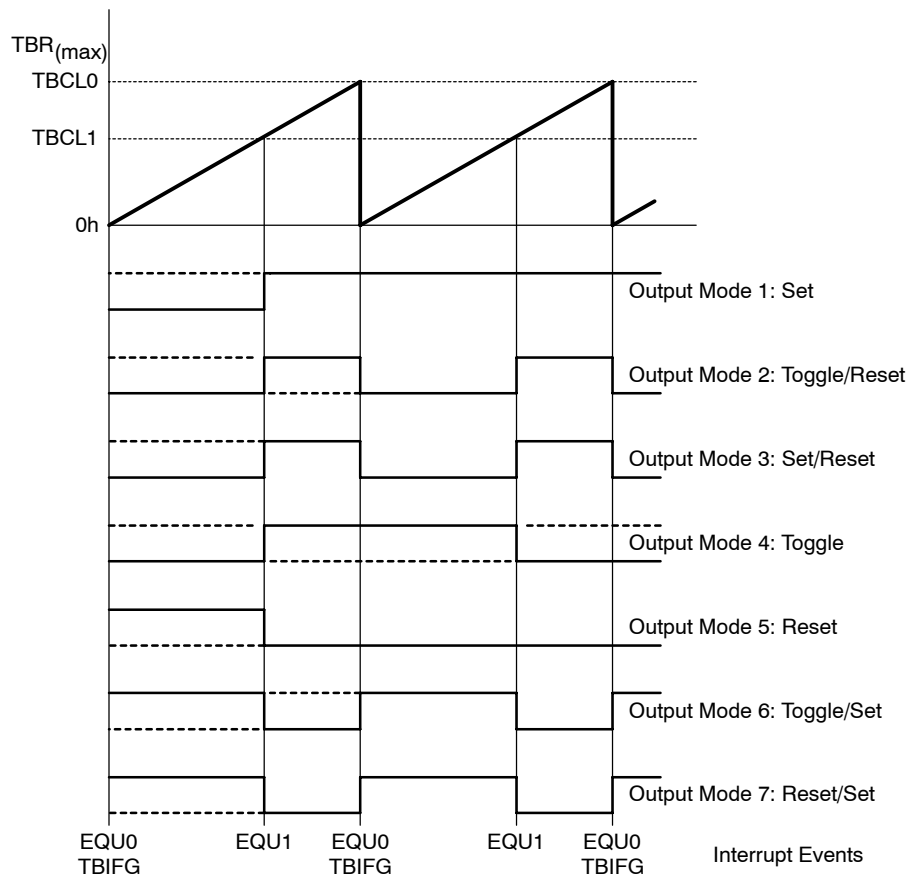 TBR(max)
TBCL0
TBCL1
0h
Output Mode 1: Set
Output Mode 2: Toggle/Reset
Output Mode 3: Set/Reset
Output Mode 4: Toggle
Output Mode 5: Reset
Output Mode 6: Toggle/Set
Output Mode 7: Reset/Set
EQU0 EQU1 EQU0 EQU1 EQU0
TBIFG TBIFG TBIFG Interrupt Events